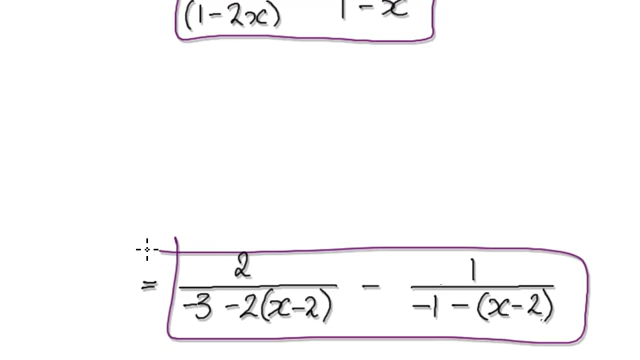 (1-2x) 1-x
= 2/(-3-2(x-2)) - 1/(-1-(x-2))